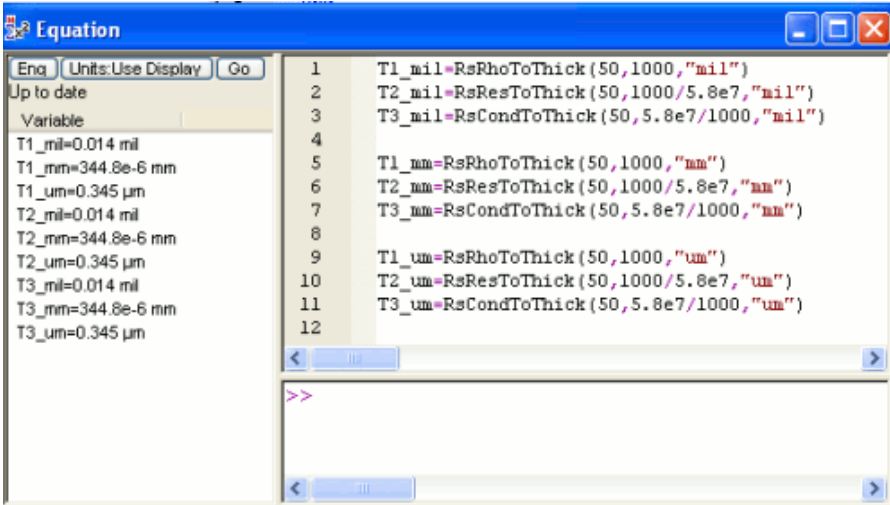 Equation
Eng Units:Use Display Go
Up to date
Variable
T1_mil=0.014 mil
T1_mm=344.8e-6 mm
T1_um=0.345 µm
T2_mil=0.014 mil
T2_mm=344.8e-6 mm
T2_um=0.345 µm
T3_mil=0.014 mil
T3_mm=344.8e-6 mm
T3_um=0.345 µm
1 T1_mil=RsRhoToThick(50,1000,"mil")
2 T2_mil=RsResToThick(50,1000/5.8e7,"mil")
3 T3_mil=RsCondToThick(50,5.8e7/1000,"mil")
4
5 T1_mm=RsRhoToThick(50,1000,"mm")
6 T2_mm=RsResToThick(50,1000/5.8e7,"mm")
7 T3_mm=RsCondToThick(50,5.8e7/1000,"mm")
8
9 T1_um=RsRhoToThick(50,1000,"um")
10 T2_um=RsResToThick(50,1000/5.8e7,"um")
11 T3_um=RsCondToThick(50,5.8e7/1000,"um")
12
>>